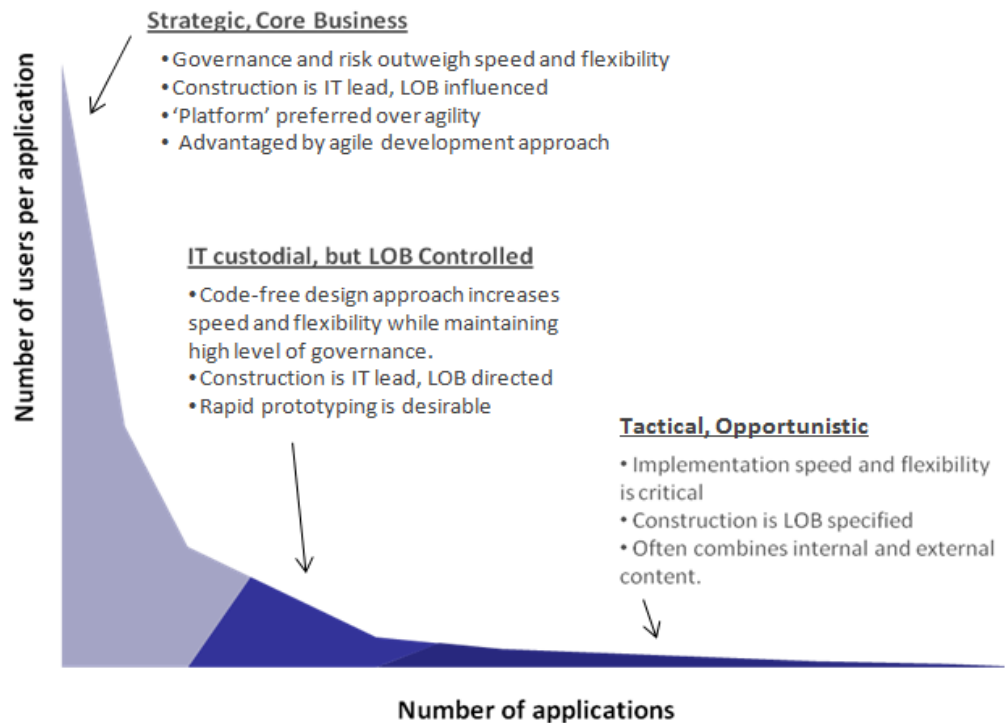 Strategic, Core Business
• Governance and risk outweigh speed and flexibility
• Construction is IT lead, LOB influenced
• ‘Platform’ preferred over agility
• Advantaged by agile development approach
Number of users per application
IT custodial, but LOB Controlled
• Code-free design approach increases
speed and flexibility while maintaining
high level of governance.
• Construction is IT lead, LOB directed
• Rapid prototyping is desirable
Tactical, Opportunistic
• Implementation speed and flexibility
is critical
• Construction is LOB specified
• Often combines internal and external
content.
Number of applications